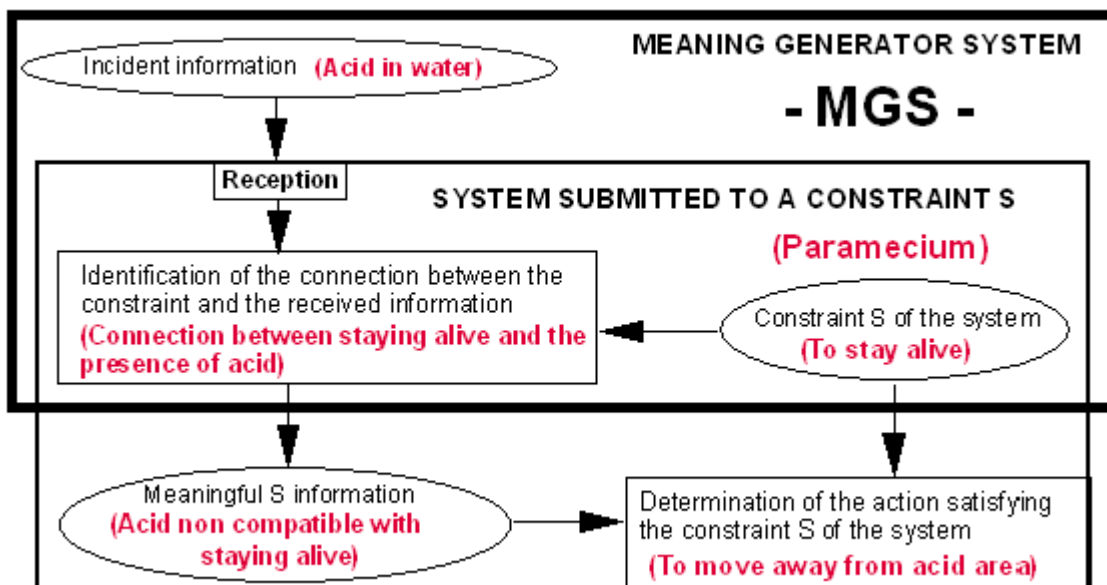 MEANING GENERATOR SYSTEM
- MGS -
Incident information (Acid in water)
Reception
SYSTEM SUBMITTED TO A CONSTRAINT S
(Paramecium)
Identification of the connection between the
constraint and the received information
(Connection between staying alive and the
presence of acid)
Constraint S of the system
(To stay alive)
Meaningful S information
(Acid non compatible with
staying alive)
Determination of the action satisfying
the constraint S of the system
(To move away from acid area)